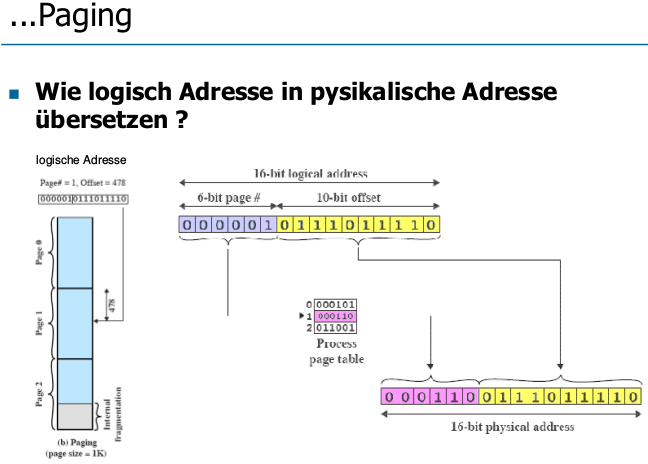 ...Paging
Wie logisch Adresse in pysikalische Adresse
übersetzen ?
logische Adresse
Page# = 1, Offset = 478
0000010111011110
Page 0
Page 1
Page 2
478
Internal
fragmentation
(b) Paging
(page size = 1K)
16-bit logical address
6-bit page #
10-bit offset
0 0 0 0 0 1 0 1 1 1 0 1 1 1 1 0
0 000101
1 000110
2 011001
Process
page table
0 0 0 1 1 0 0 1 1 1 0 1 1 1 1 0
16-bit physical address